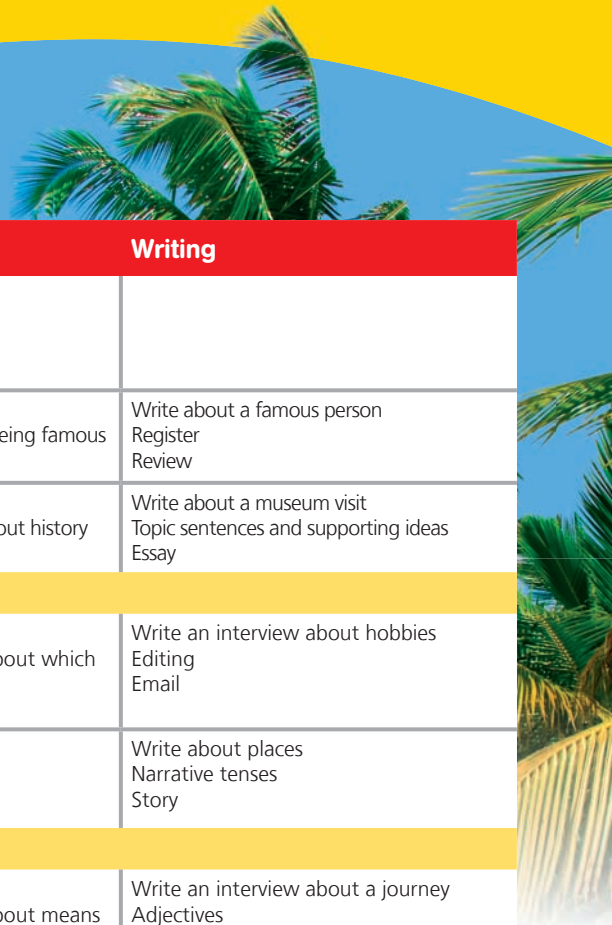 Writing
Write about a famous person
eing famous
Register
Review
Write about a museum visit
out history
Topic sentences and supporting ideas
Essay
Write an interview about hobbies
bout which
Editing
Email
Write about places
Narrative tenses
Story
Write an interview about a journey
bout means
Adjectives